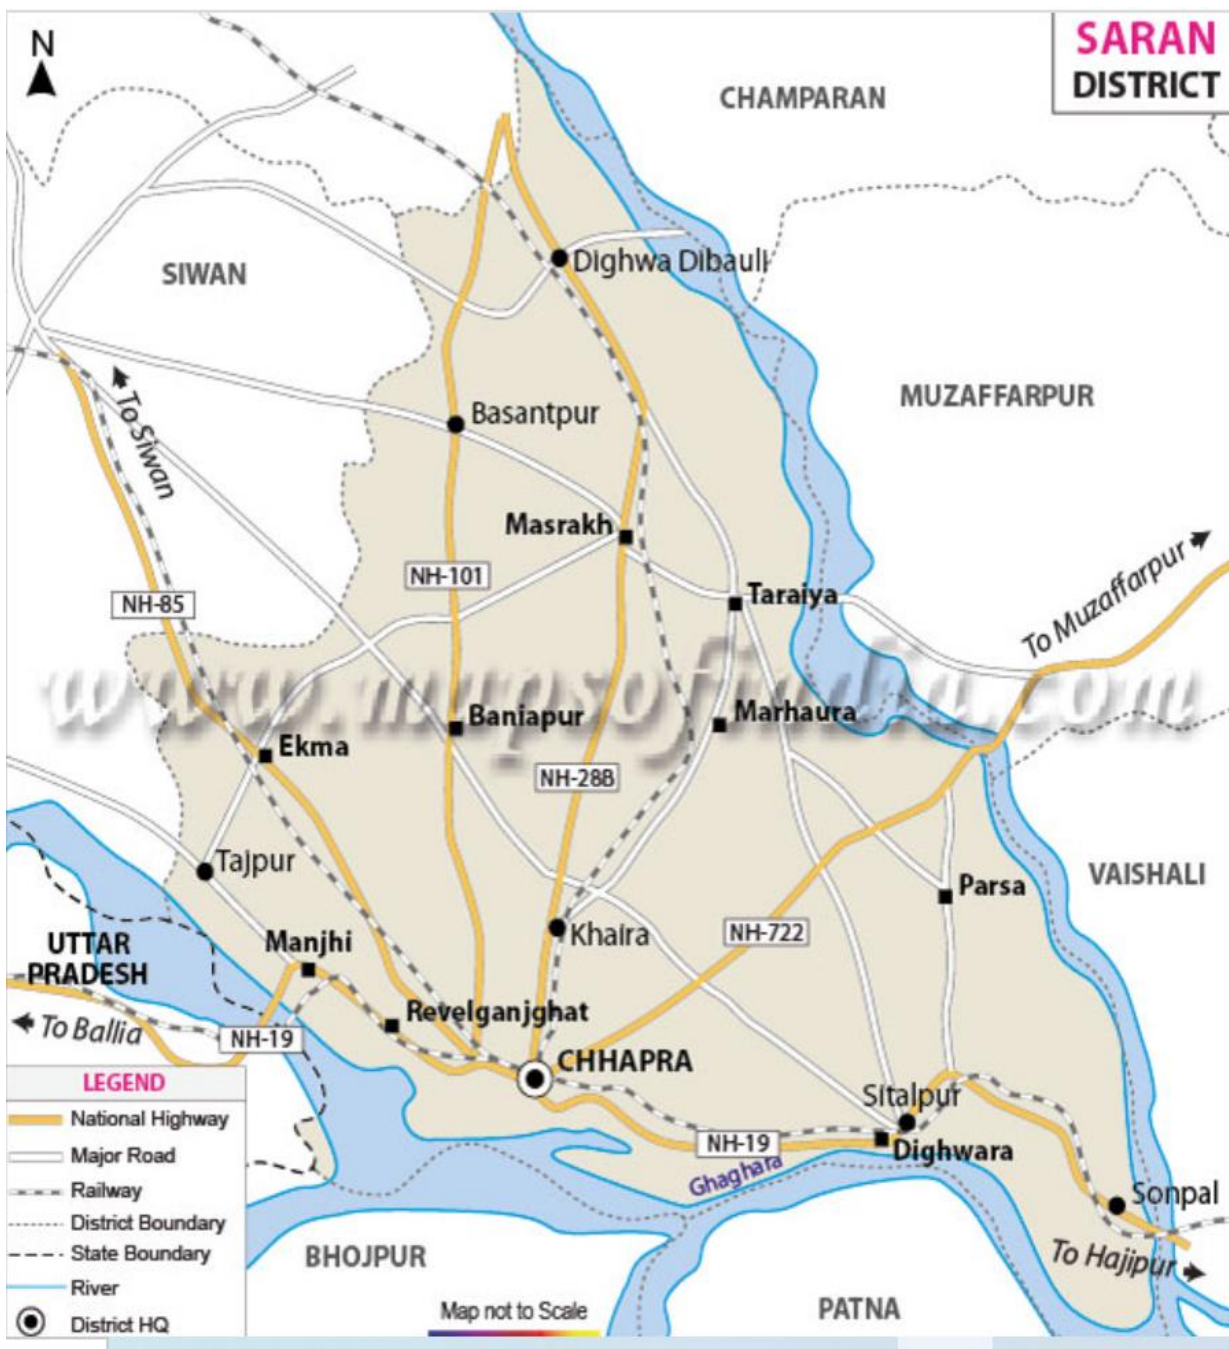 N
SARAN
DISTRICT
CHAMPARAN
SIWAN
Dighwa Dibauli
MUZAFFARPUR
To Siwan
Basantpur
Masrakh
NH-101
NH-85
Taraiya
To Muzaffarpur
www.mapsofindia.com
Baniapur
Marhaura
Ekma
NH-28B
Tajpur
VAISHALI
Parsa
UTTAR
PRADESH
Manjhi
Khaira
NH-722
Revelganjghat
To Ballia
NH-19
CHHAPRA
LEGEND
National Highway
Major Road
Railway
District Boundary
State Boundary
River
District HQ
Sitalpur
NH-19
Dighwara
Ghaghara
Sonpal
BHOJPUR
To Hajipur
PATNA
Map not to Scale